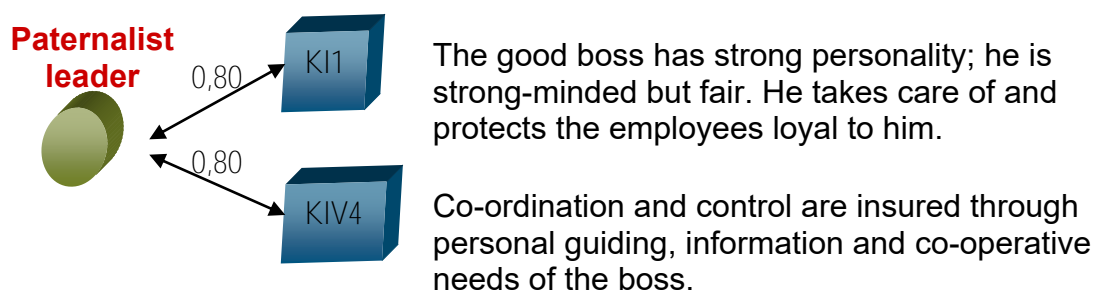 Paternalist
leader
0,80
KI1
The good boss has strong personality; he is
strong-minded but fair. He takes care of and
protects the employees loyal to him.
0,80
KIV4
Co-ordination and control are insured through
personal guiding, information and co-operative
needs of the boss.